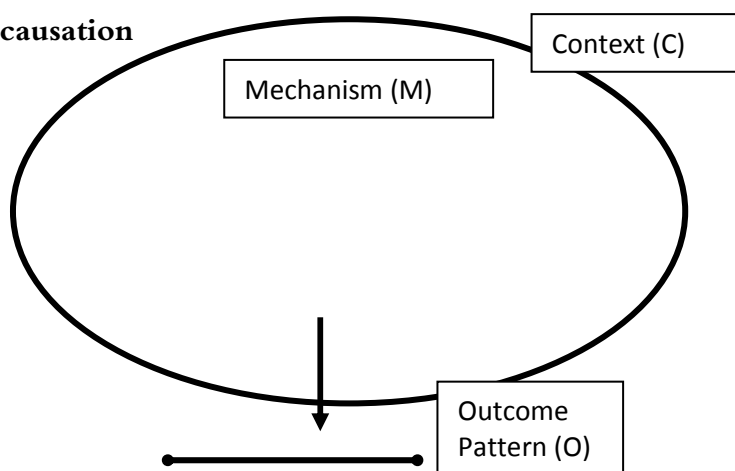 causation
Context (C)
Mechanism (M)
Outcome
Pattern (O)